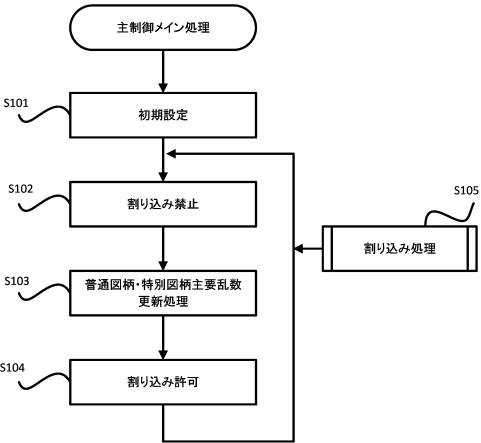 主制御メイン処理
S101
初期設定
S102
割り込み禁止
S105
割り込み処理
S103
普通図柄・特別図柄主要乱数
更新処理
S104
割り込み許可